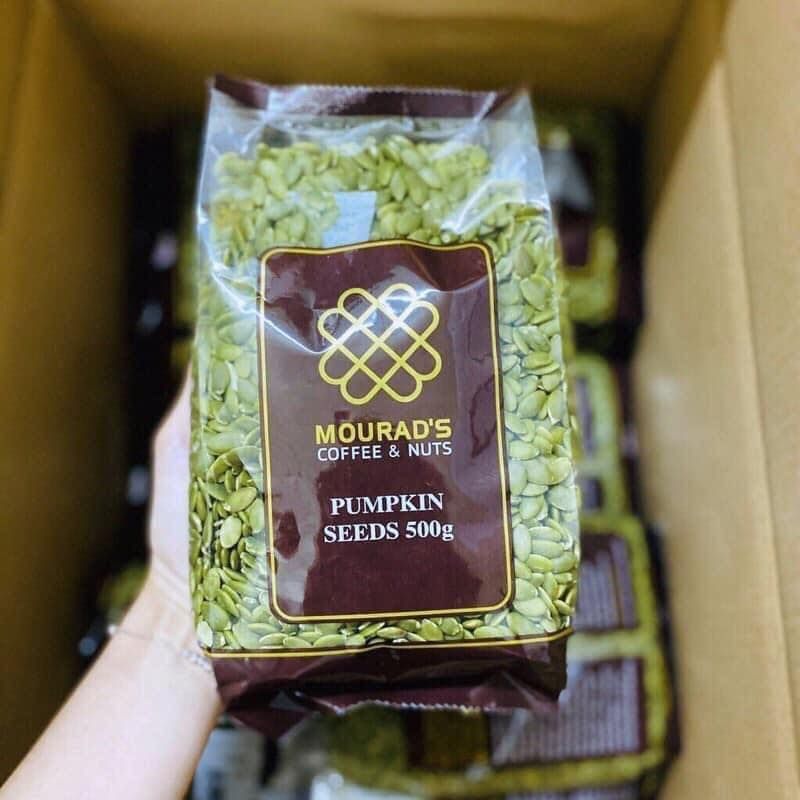 MOURAD'S
COFFEE & NUTS
PUMPKIN
SEEDS 500g